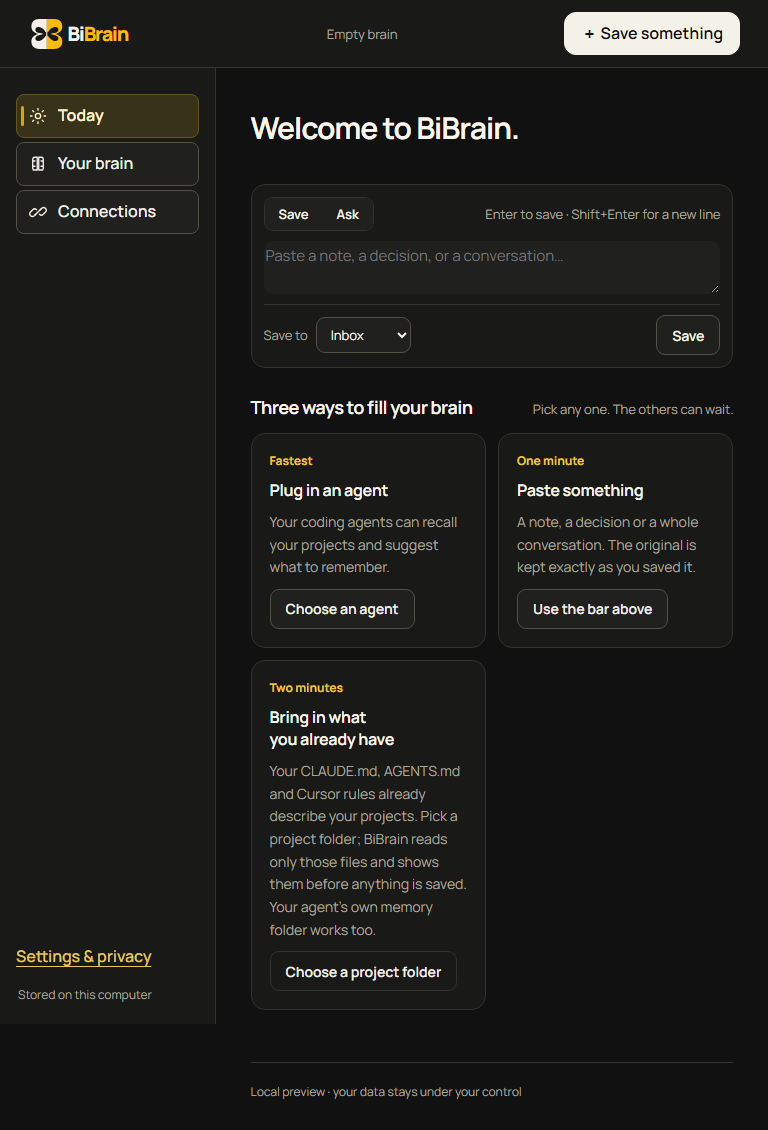 BiBrain
Empty brain
+ Save something
Today
Your brain
Connections
Settings & privacy
Stored on this computer
Welcome to BiBrain.
Save Ask
Enter to save · Shift+Enter for a new line
Paste a note, a decision, or a conversation…
Save to
Inbox
Save
Three ways to fill your brain
Pick any one. The others can wait.
Fastest
Plug in an agent
Your coding agents can recall
your projects and suggest
what to remember.
Choose an agent
One minute
Paste something
A note, a decision or a whole
conversation. The original is
kept exactly as you saved it.
Use the bar above
Two minutes
Bring in what
you already have
Your CLAUDE.md, AGENTS.md
and Cursor rules already
describe your projects. Pick a
project folder; BiBrain reads
only those files and shows
them before anything is saved.
Your agent's own memory
folder works too.
Choose a project folder
Local preview · your data stays under your control